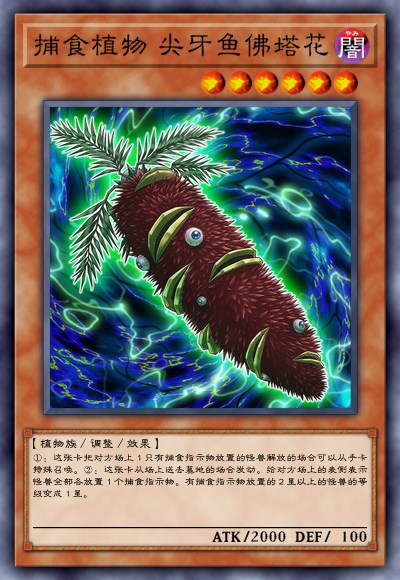 捕食植物 尖牙鱼佛塔花
闇
やみ
【植物族／调整／效果】
①：这张卡把对方场上1只有捕食指示物放置的怪兽解放的场合可以从手卡
特殊召唤。②：这张卡从场上送去墓地的场合发动。给对方场上的表侧表示
怪兽全部各放置1个捕食指示物。有捕食指示物放置的2星以上的怪兽的等
级变成1星。
ATK/2000 DEF/ 100